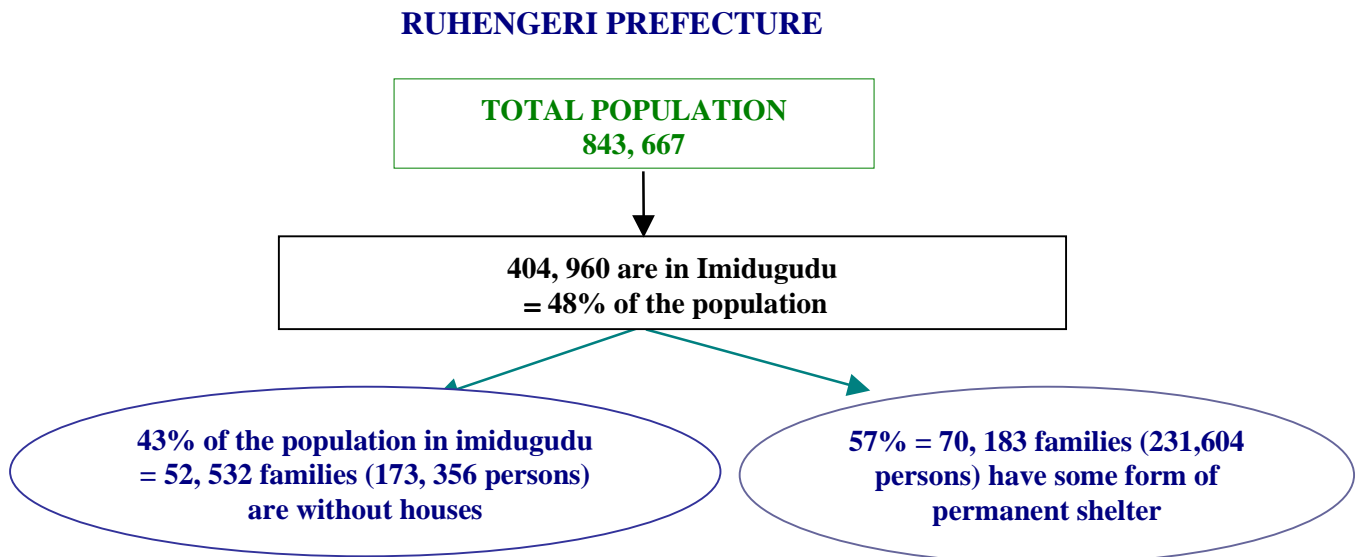 RUHENGERI PREFECTURE
TOTAL POPULATION
843, 667
404, 960 are in Imidugudu
= 48% of the population
43% of the population in imidugudu
= 52, 532 families (173, 356 persons)
are without houses
57% = 70, 183 families (231,604
persons) have some form of
permanent shelter